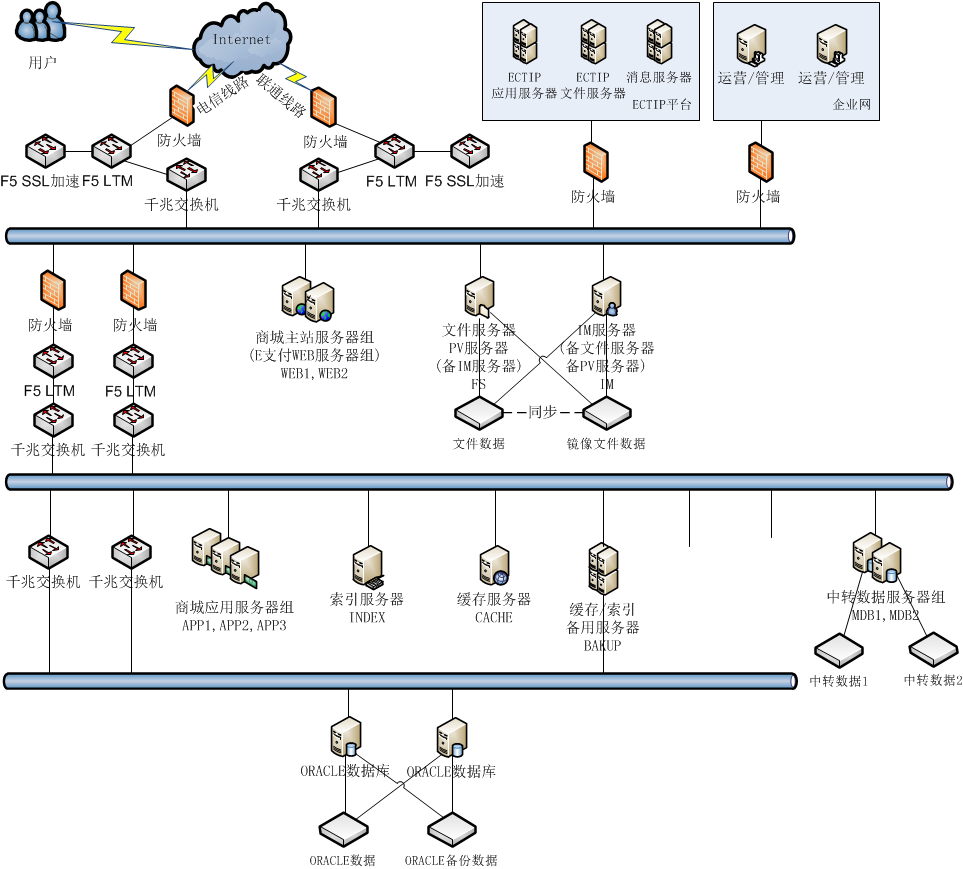 用户
Internet
电信线路
联通线路
防火墙
防火墙
F5 SSL加速
F5 LTM
千兆交换机
千兆交换机
F5 LTM
F5 SSL加速
ECTIP
应用服务器
ECTIP
文件服务器
消息服务器
ECTIP平台
运营/管理
运营/管理
企业网
防火墙
防火墙
防火墙
防火墙
F5 LTM
F5 LTM
千兆交换机
千兆交换机
商城主站服务器组
(E支付WEB服务器组)
WEB1,WEB2
文件服务器
PV服务器
(备IM服务器)
FS
IM服务器
(备文件服务器
备PV服务器)
IM
同步
文件数据
镜像文件数据
千兆交换机
千兆交换机
商城应用服务器组
APP1,APP2,APP3
索引服务器
INDEX
缓存服务器
CACHE
缓存/索引
备用服务器
BAKUP
中转数据服务器组
MDB1,MDB2
中转数据1
中转数据2
ORACLE数据库
ORACLE数据库
ORACLE数据
ORACLE备份数据